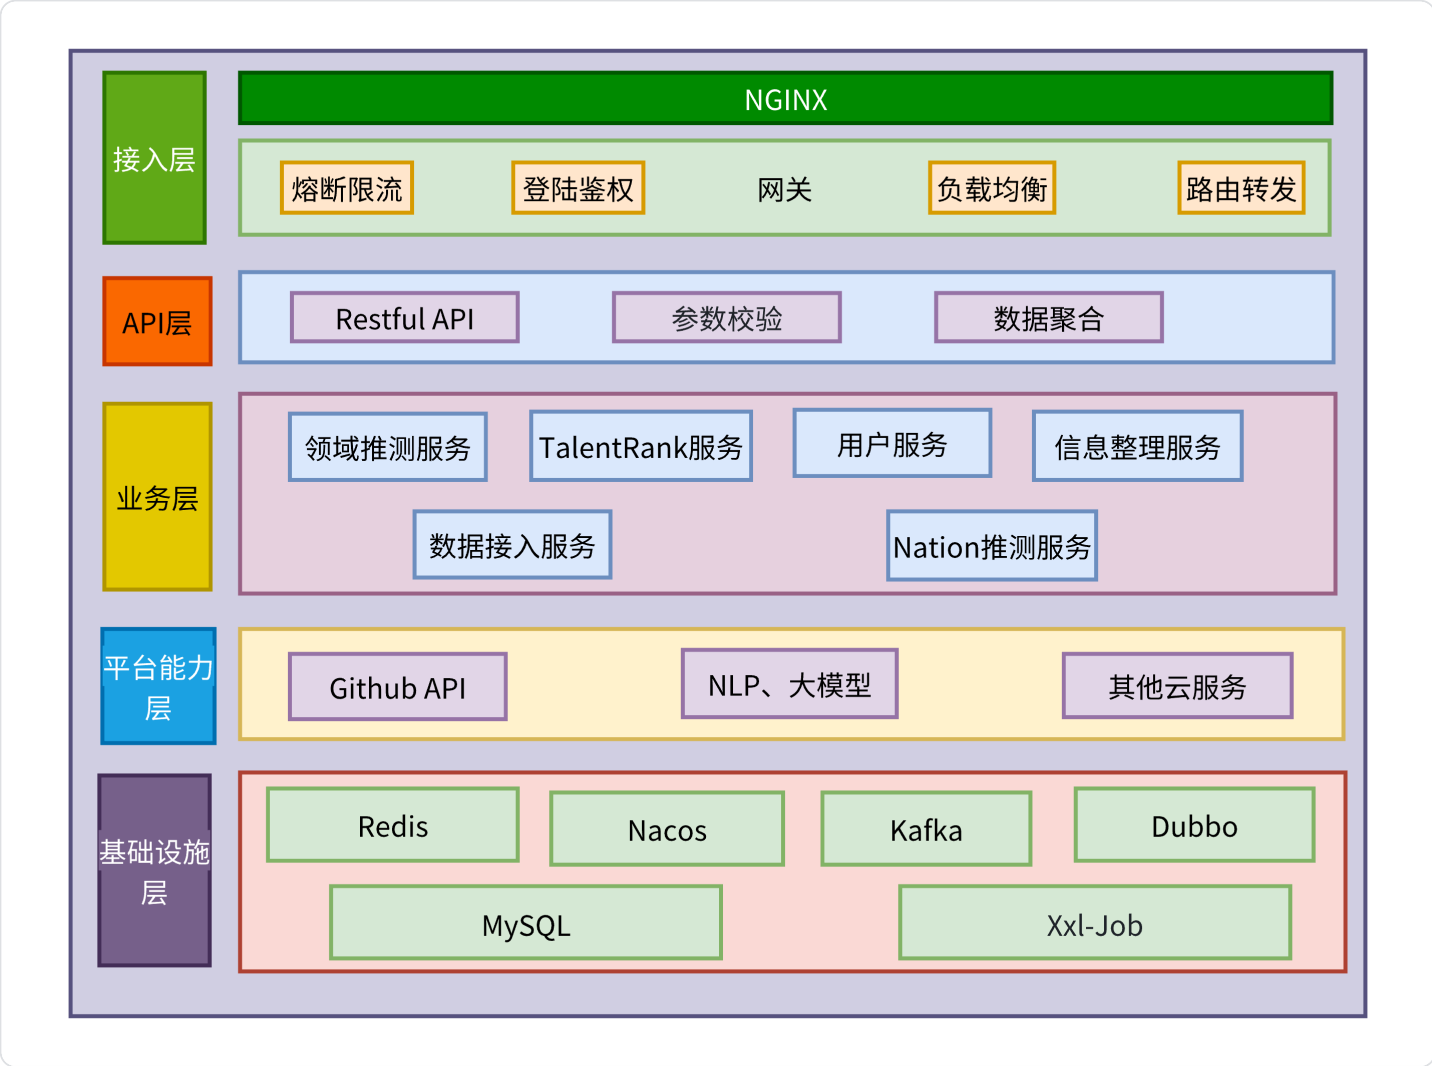 接入层
NGINX
熔断限流
登陆鉴权
网关
负载均衡
路由转发
API层
Restful API
参数校验
数据聚合
业务层
领域推测服务
TalentRank服务
用户服务
信息整理服务
数据接入服务
Nation推测服务
平台能力
层
Github API
NLP、大模型
其他云服务
基础设施
层
Redis
Nacos
Kafka
Dubbo
MySQL
Xxl-Job